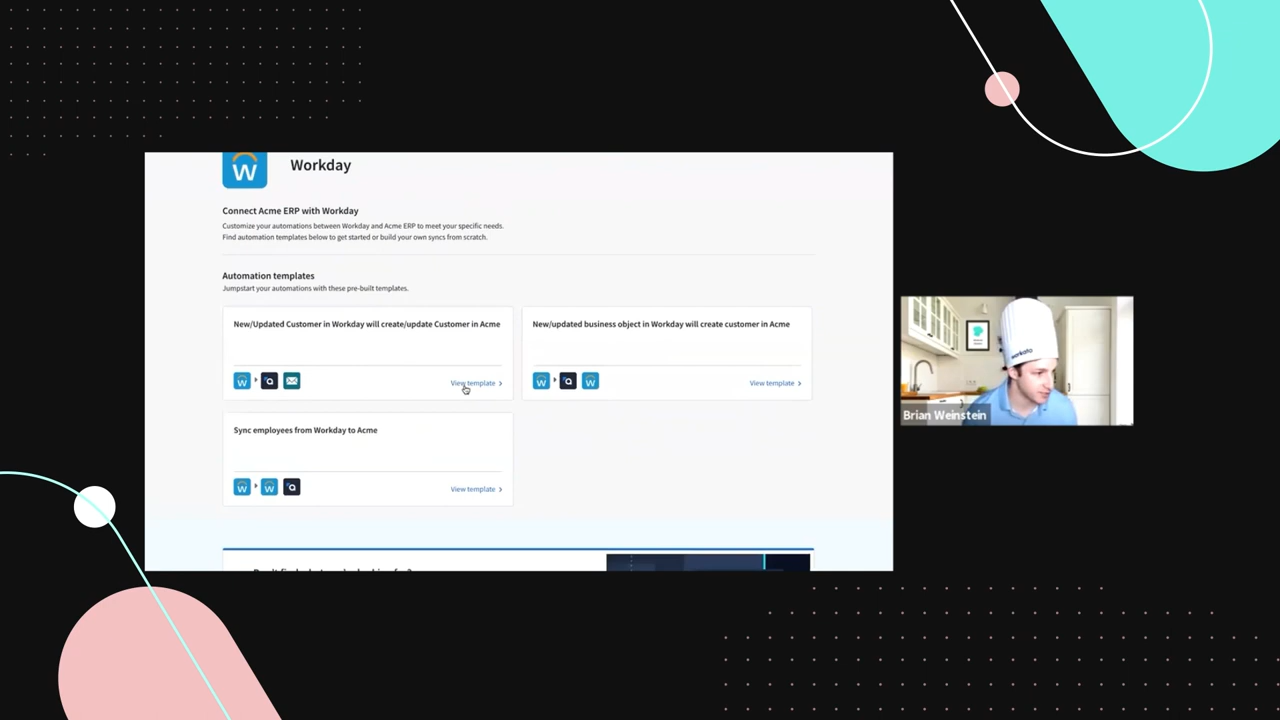 Workday
Connect Acme ERP with Workday
Customize your automations between Workday and Acme ERP to meet your specific needs.
Find automation templates below to get started or build your own syncs from scratch.
Automation templates
Jumpstart your automations with these pre-built templates.
New/Updated Customer in Workday will create/update Customer in Acme
View template
New/updated business object in Workday will create customer in Acme
View template
Sync employees from Workday to Acme
View template
workato
Brian Weinstein